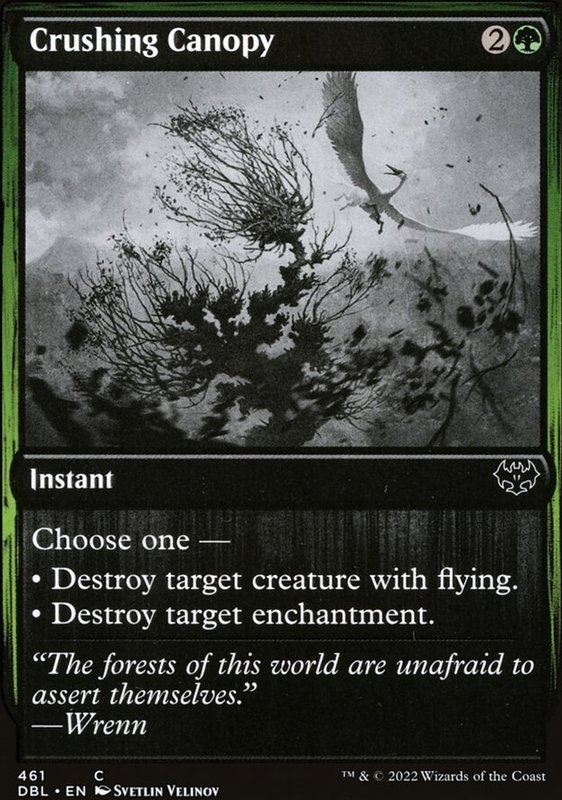 Crushing Canopy 2
Instant
Choose one —
• Destroy target creature with flying.
• Destroy target enchantment.
“The forests of this world are unafraid to
assert themselves.”
—Wrenn
461 C
DBL • EN Svetlin Velinov
™ & © 2022 Wizards of the Coast